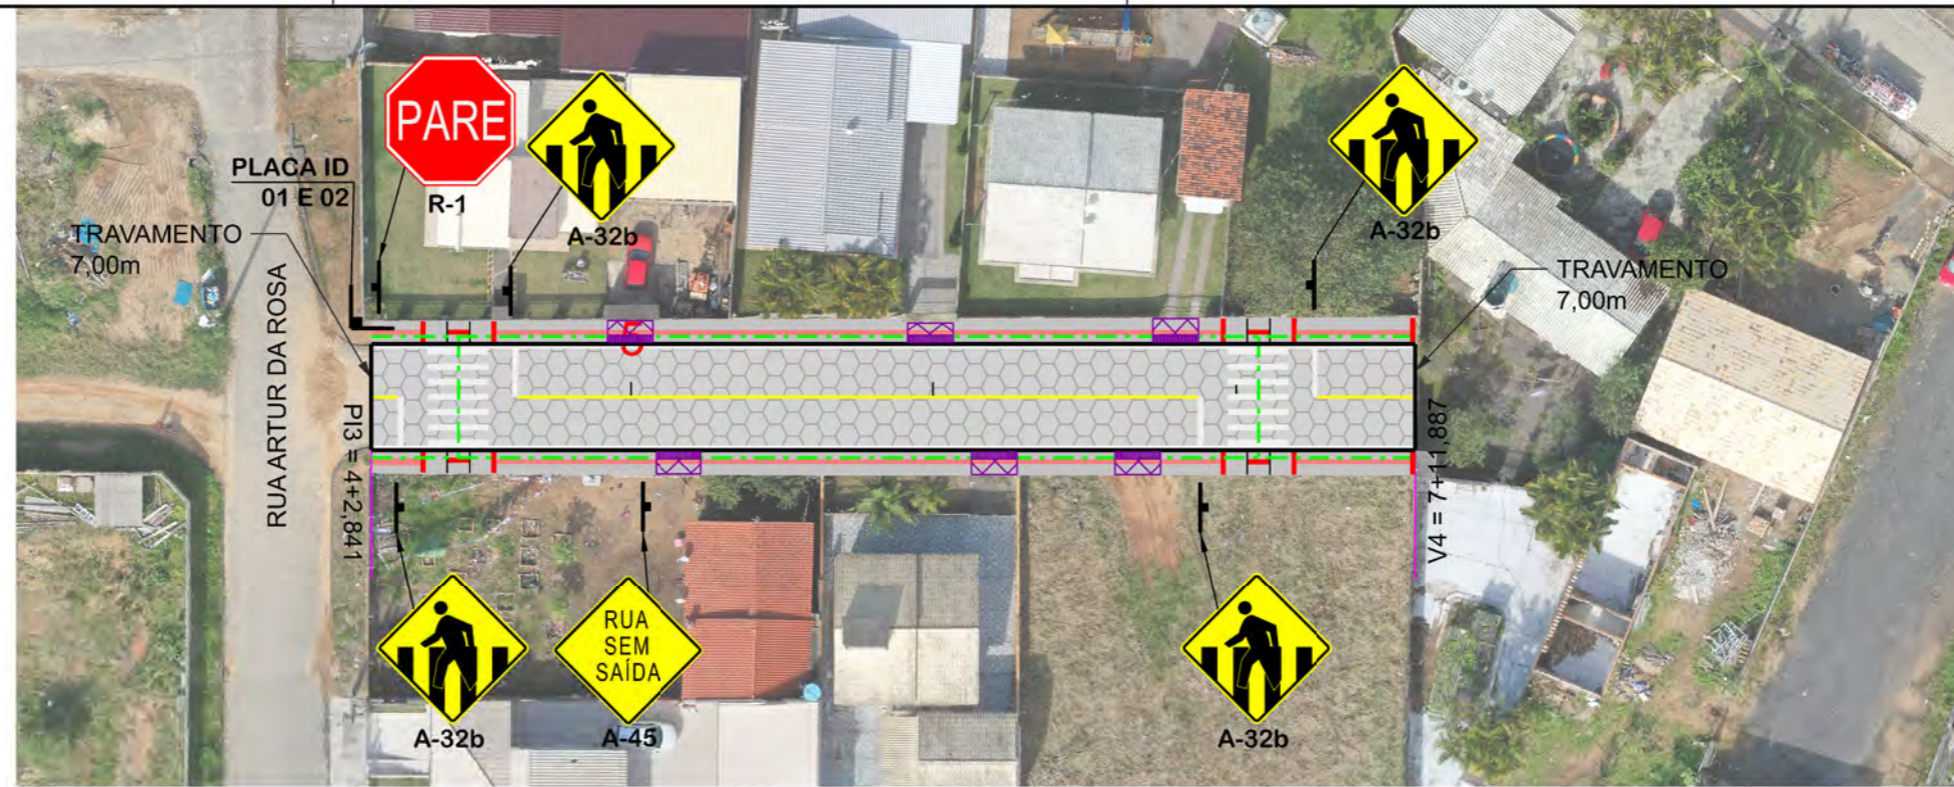 PARE
R-1
A-32b
A-32b
PLACA ID
01 E 02
TRAVAMENTO
7,00m
TRAVAMENTO
7,00m
RUA ARTUR DA ROSA
PI3 = 4+2,841
V4 = 7+11,887
A-32b
RUA
SEM
SAÍDA
A-45
A-32b